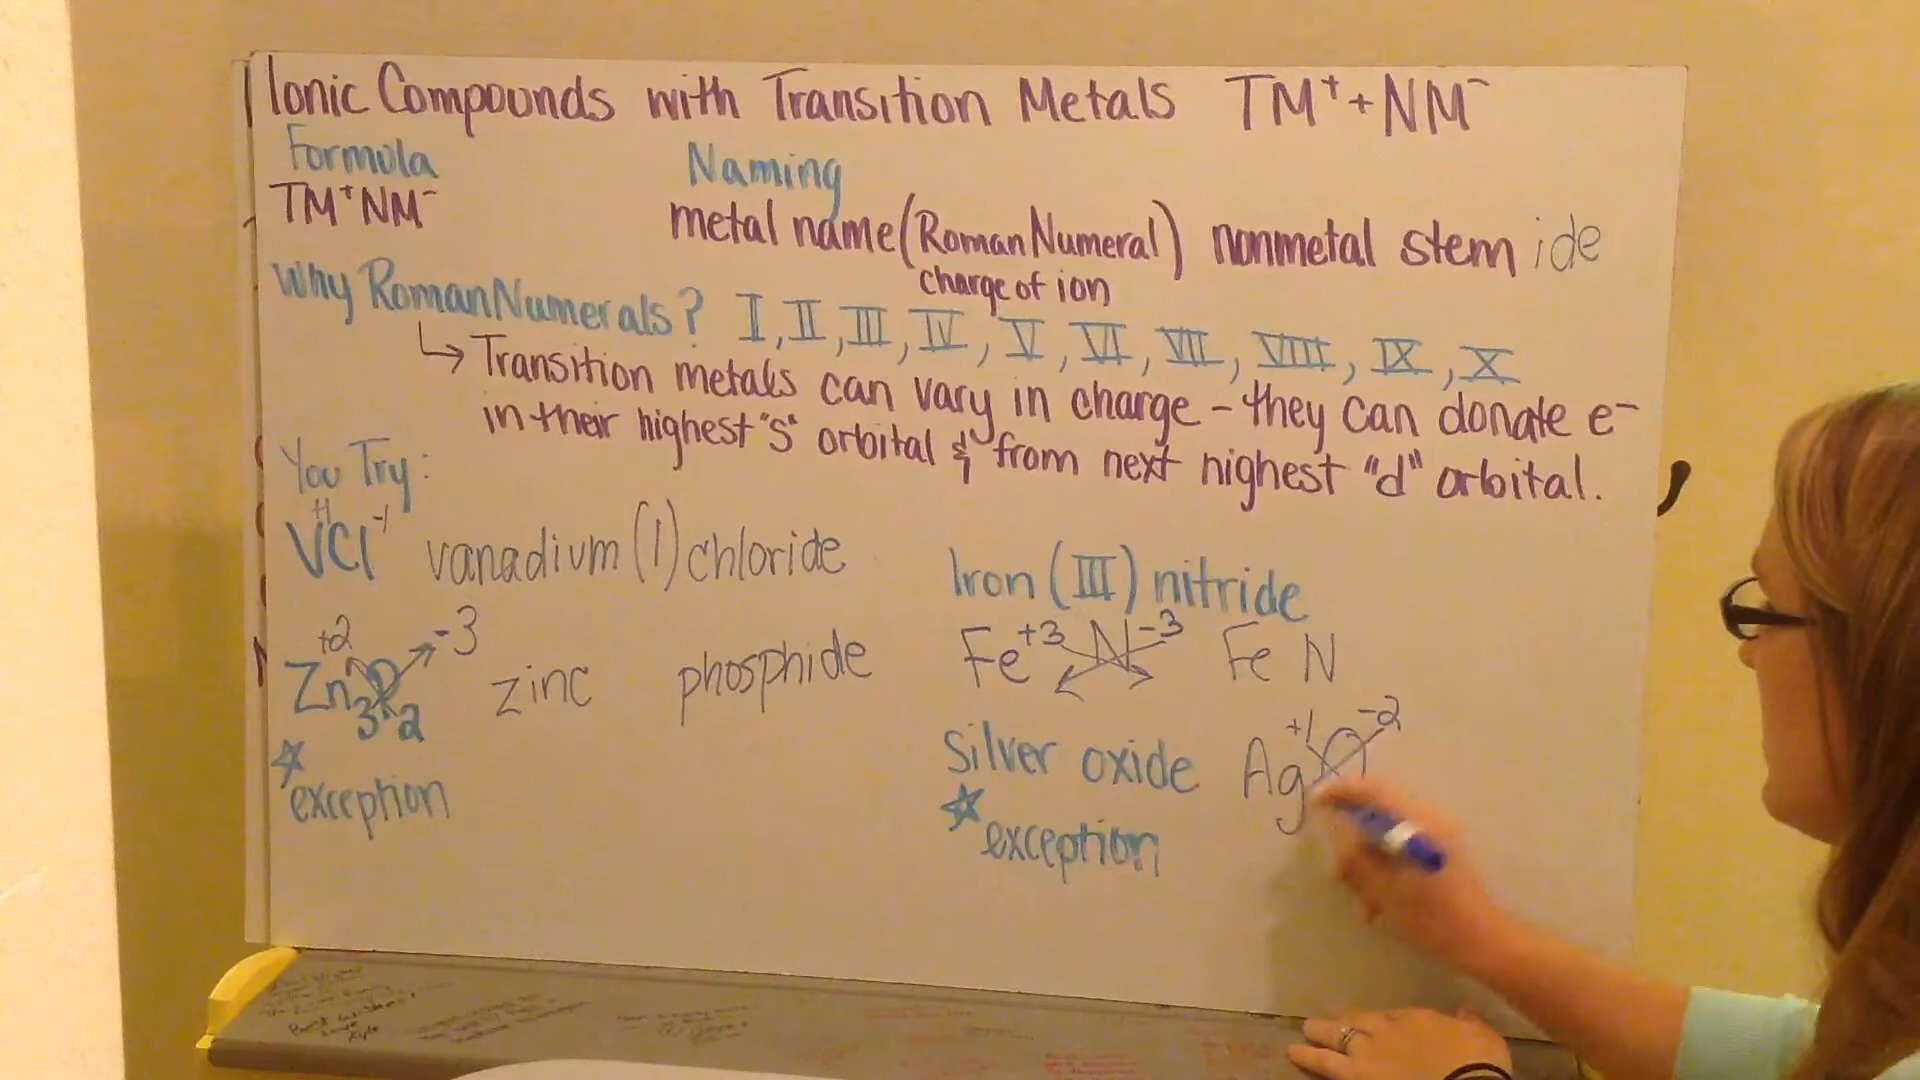 Ionic Compounds with Transition Metals TM⁺+NM⁻
Formula
TM⁺NM⁻
Naming
metal name (Roman Numeral) nonmetal stem ide
charge of ion
Why Roman Numerals? I, II, III, IV, V, VI, VII, VIII, IX, X
↳ Transition metals can vary in charge - they can donate e⁻
in their highest "s" orbital & from next highest "d" orbital.
You Try:
V⁺¹Cl⁻¹ vanadium (I) chloride
+2 -3
Zn₃P₂ zinc phosphide
☆ exception
Iron (III) nitride
Fe⁺³ N⁻³ Fe N
Silver oxide Ag⁺¹ O⁻²
☆ exception